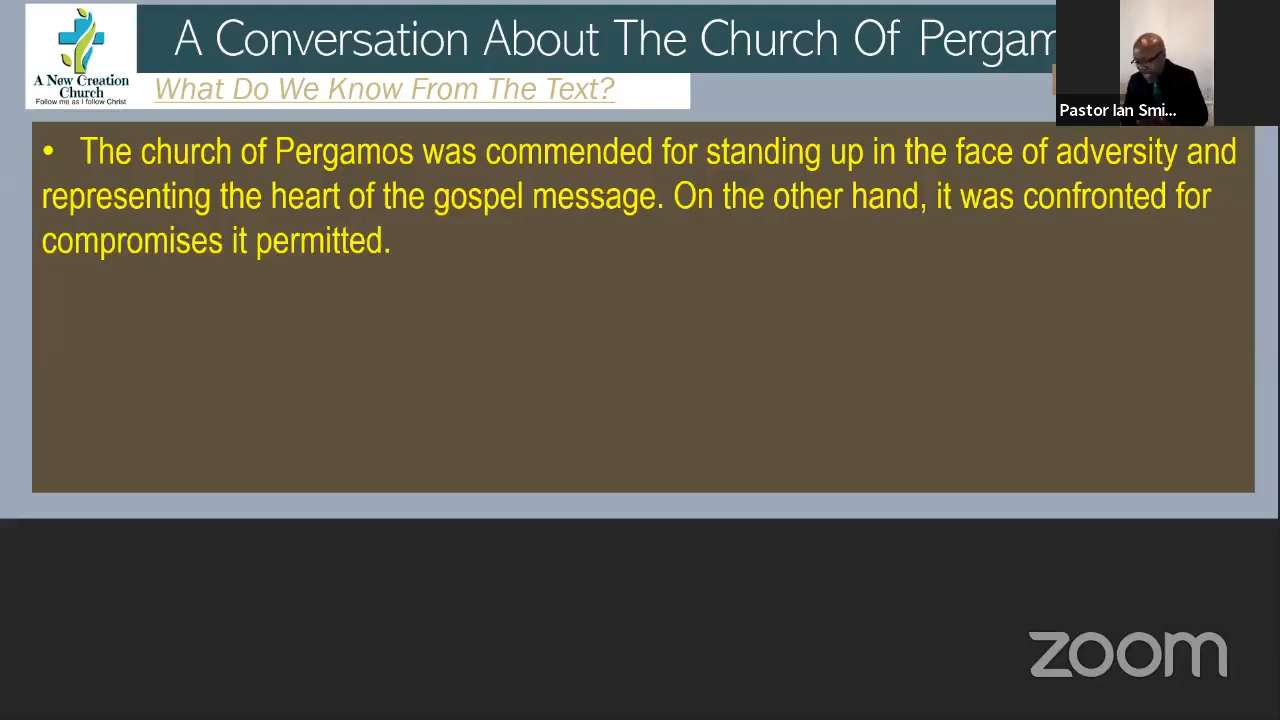 A Conversation About The Church Of Pergam
What Do We Know From The Text?
A New Creation
Church
Follow me as I follow Christ
Pastor Ian Smi...
• The church of Pergamos was commended for standing up in the face of adversity and
representing the heart of the gospel message. On the other hand, it was confronted for
compromises it permitted.
zoom